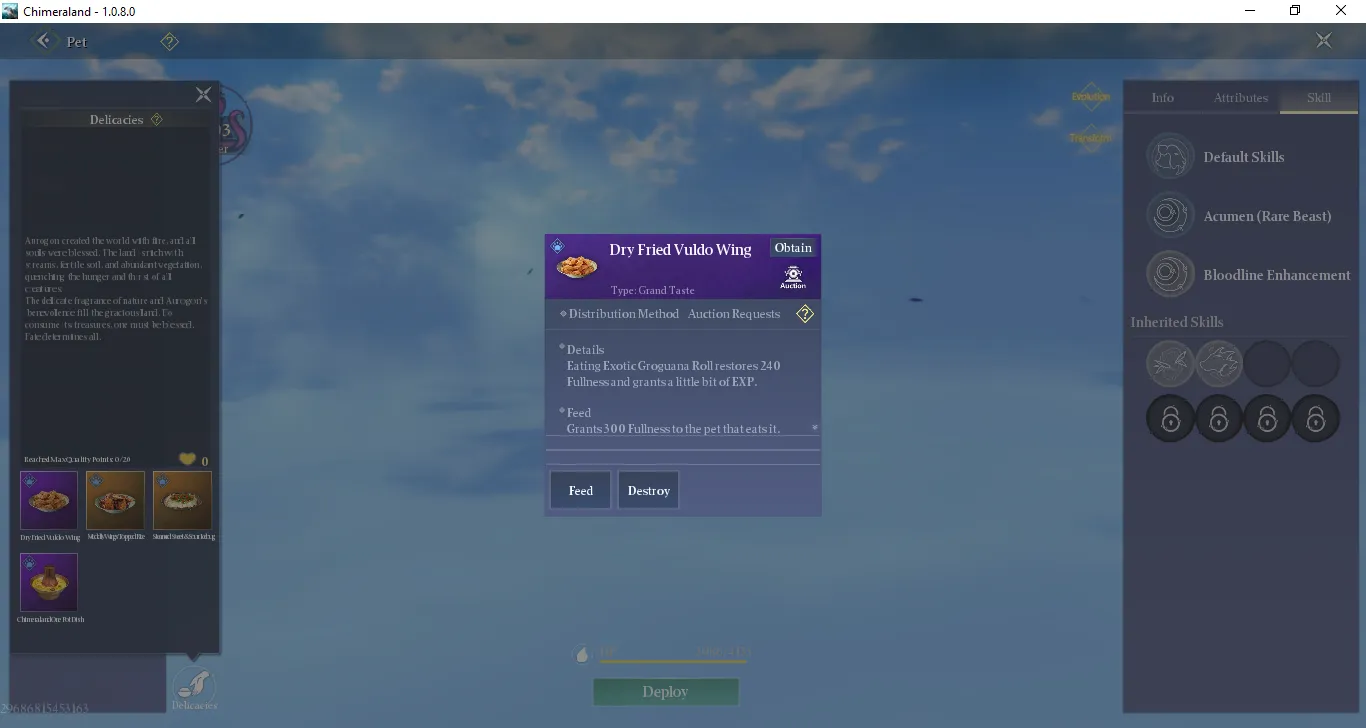 Chimeraland - 1.0.8.0
Pet
?
Delicacies ?
Aurogon created the world with fire, and all
souls were blessed. The land is rich with
streams, fertile soil, and abundant vegetation,
quenching the hunger and thirst of all
creatures.
The delicate fragrance of nature and Aurogon's
benevolence fill the gracious land. To
consume its treasures, one must be blessed.
Fate determines all.
Reached Max Quality Points: 0/20
0
Dry Fried Vuldo Wing
Chimeraland One Pot Dish
Delicacies
29686815453163
Dry Fried Vuldo Wing
Obtain
Type: Grand Taste
Auction
Distribution Method Auction Requests ?
Details
Eating Exotic Groguana Roll restores 240
Fullness and grants a little bit of EXP.
Feed
Grants 300 Fullness to the pet that eats it.
Feed
Destroy
Deploy
Evolution
Info
Attributes
Skill
Default Skills
Acumen (Rare Beast)
Bloodline Enhancement
Inherited Skills